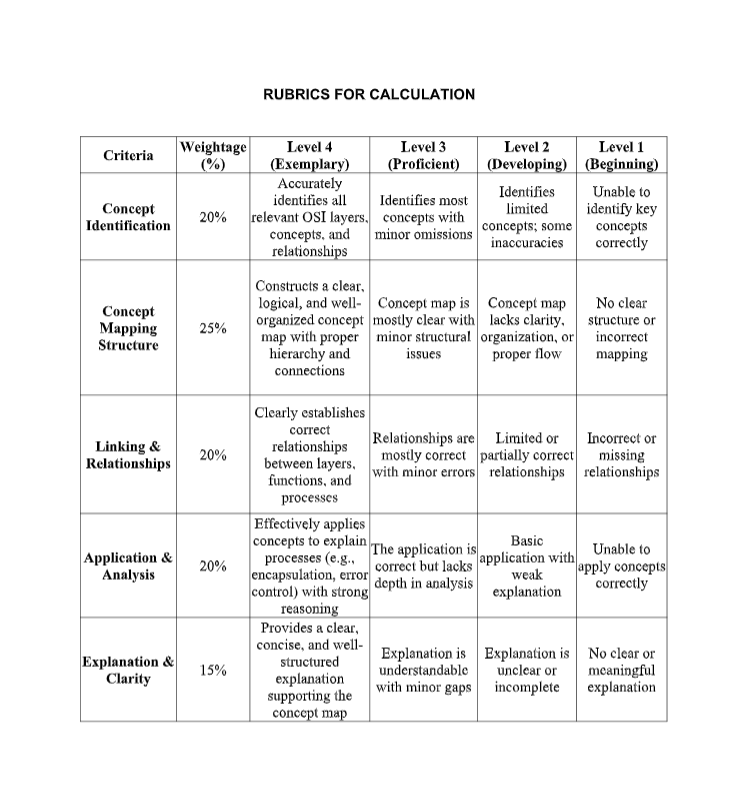 RUBRICS FOR CALCULATION
Criteria
Weightage
(%)
Level 4
(Exemplary)
Level 3
(Proficient)
Level 2
(Developing)
Level 1
(Beginning)
Concept
Identification
20%
Accurately
identifies all
relevant OSI layers,
concepts, and
relationships
Identifies most
concepts with
minor omissions
Identifies
limited
concepts; some
inaccuracies
Unable to
identify key
concepts
correctly
Concept
Mapping
Structure
25%
Constructs a clear,
logical, and well-
organized concept
map with proper
hierarchy and
connections
Concept map is
mostly clear with
minor structural
issues
Concept map
lacks clarity,
organization, or
proper flow
No clear
structure or
incorrect
mapping
Linking &
Relationships
20%
Clearly establishes
correct
relationships
between layers,
functions, and
processes
Relationships are
mostly correct
with minor errors
Limited or
partially correct
relationships
Incorrect or
missing
relationships
Application &
Analysis
20%
Effectively applies
concepts to explain
processes (e.g.,
encapsulation, error
control) with strong
reasoning
The application is
correct but lacks
depth in analysis
Basic
application with
weak
explanation
Unable to
apply concepts
correctly
Explanation &
Clarity
15%
Provides a clear,
concise, and well-
structured
explanation
supporting the
concept map
Explanation is
understandable
with minor gaps
Explanation is
unclear or
incomplete
No clear or
meaningful
explanation